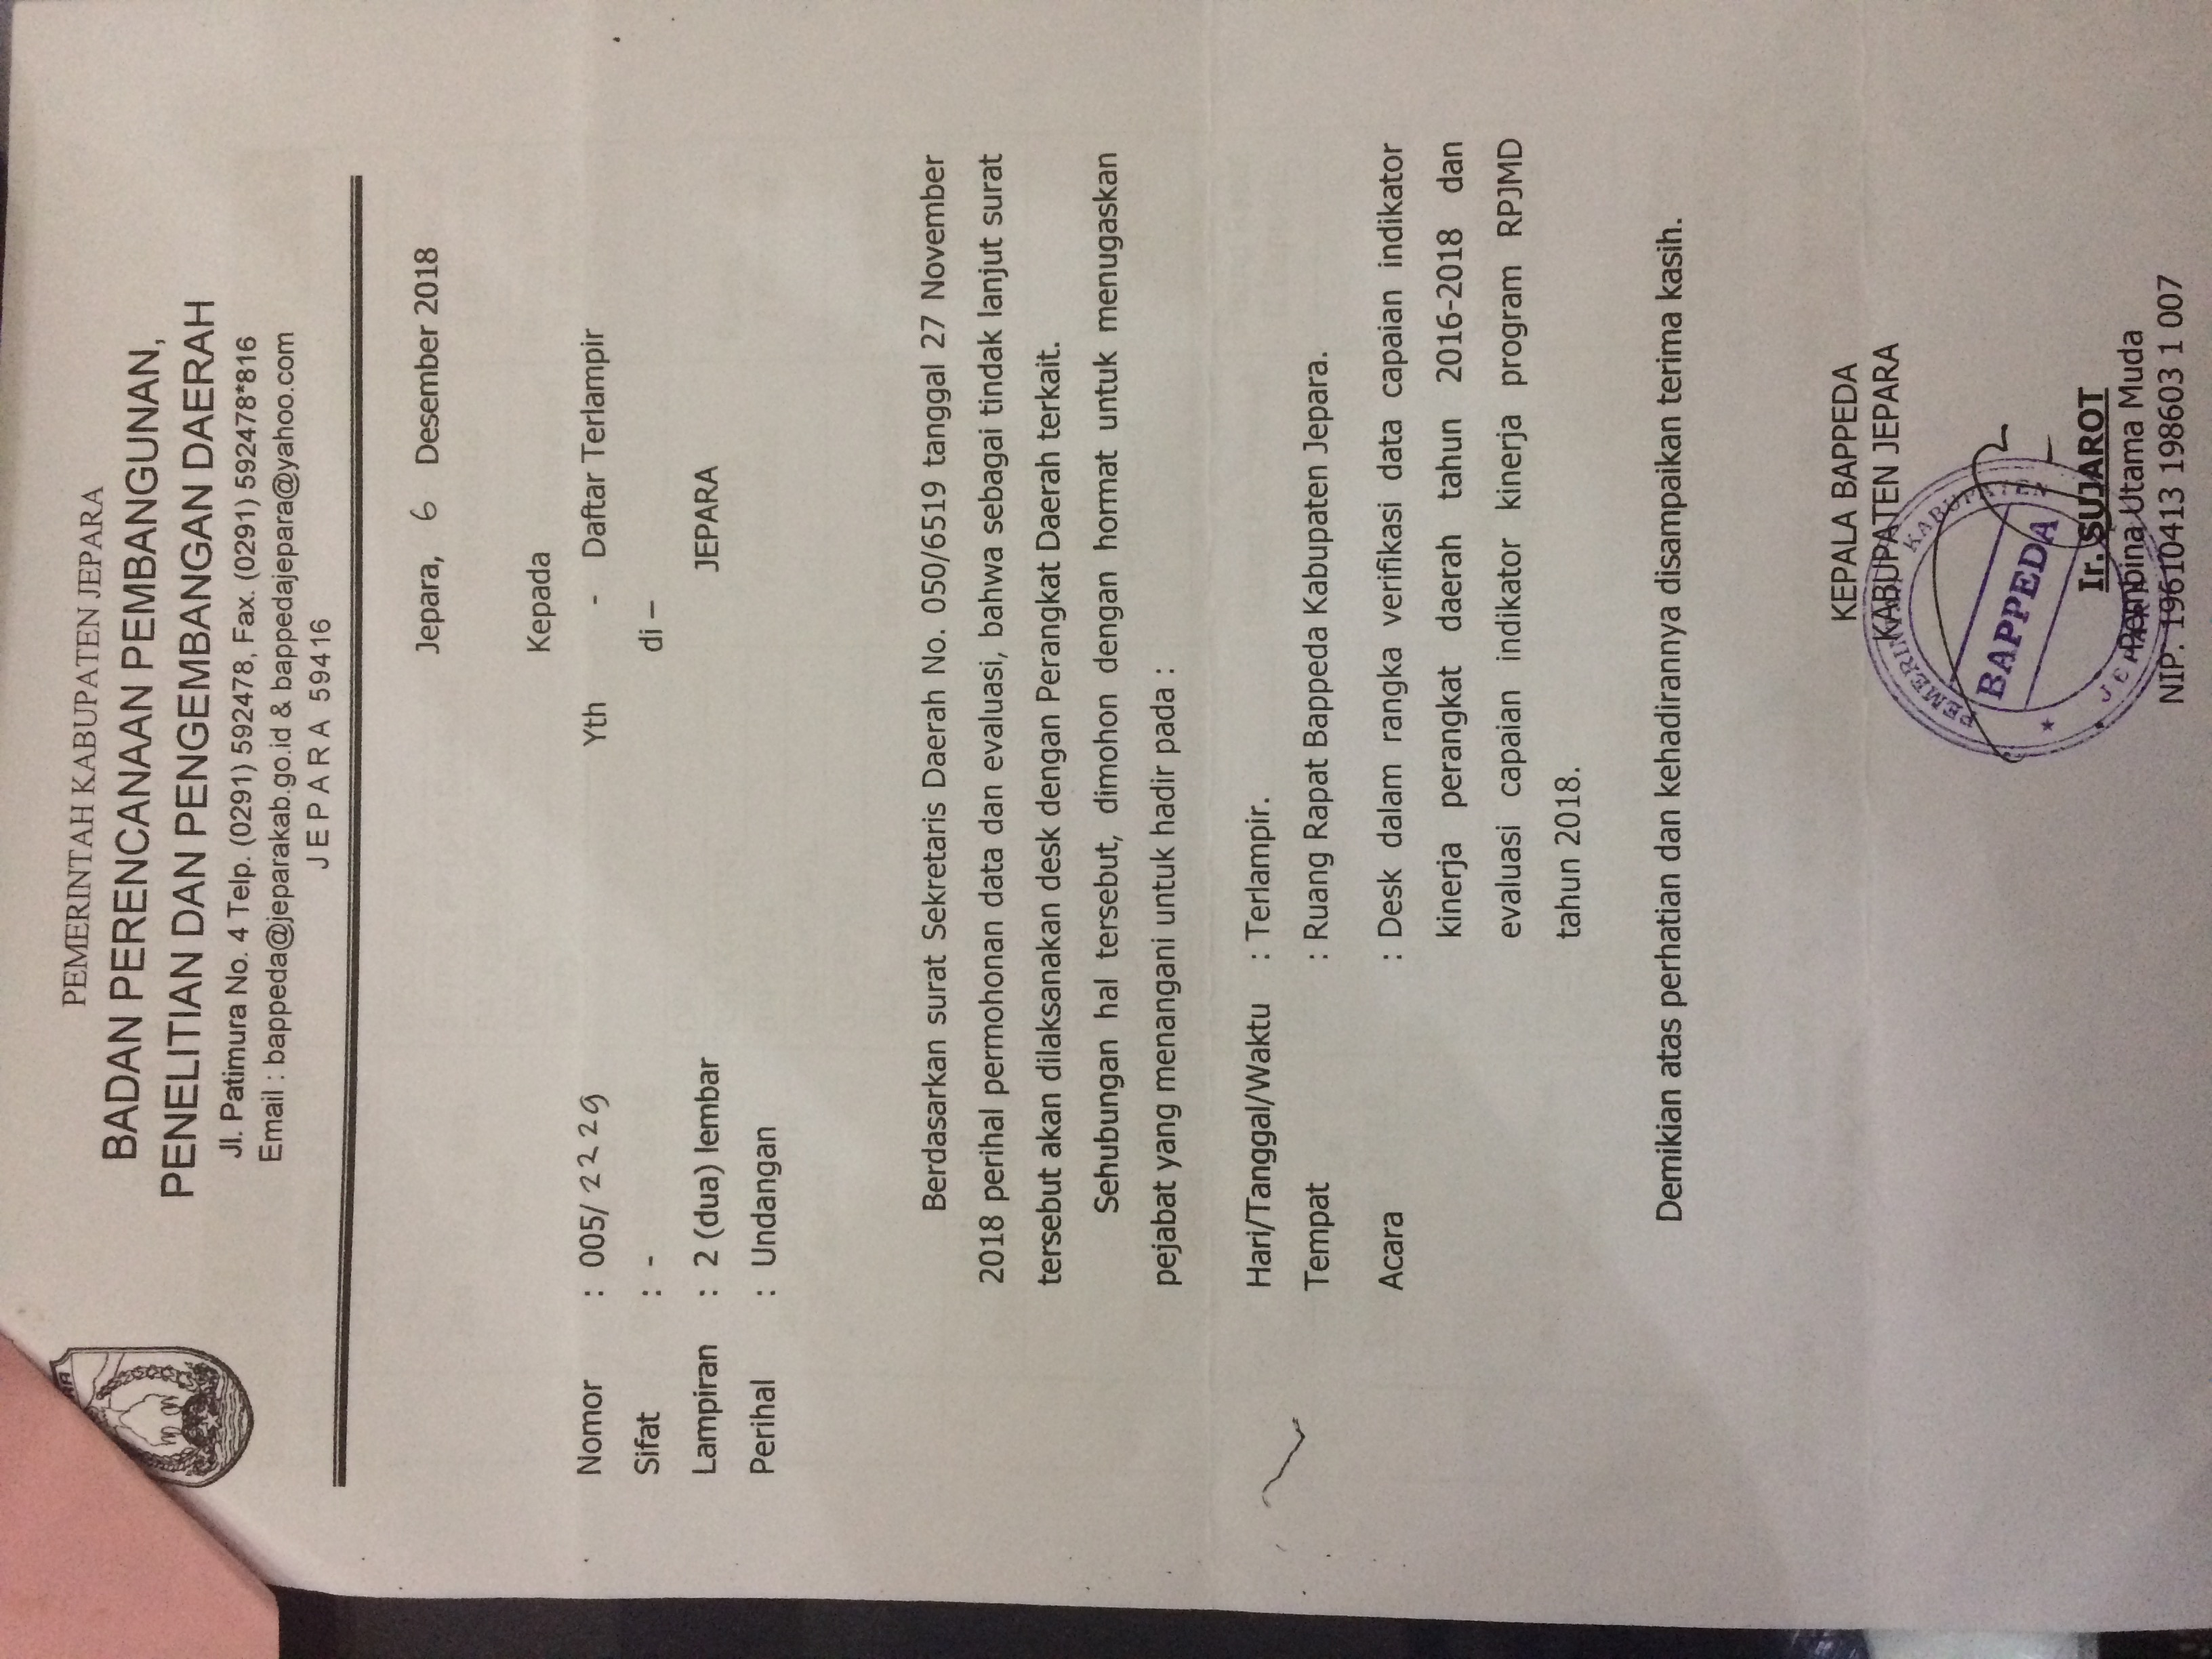 PEMERINTAH KABUPATEN JEPARA
BADAN PERENCANAAN PEMBANGUNAN,
PENELITIAN DAN PENGEMBANGAN DAERAH
Jl. Patimura No. 4 Telp. (0291) 592478, Fax. (0291) 592478*816
Email : bappeda@jeparakab.go.id & bappedajepara@yahoo.com
J E P A R A 59416
Jepara, 6 Desember 2018
Kepada
Nomor : 005/2229 Yth - Daftar Terlampir
Sifat : - di –
Lampiran : 2 (dua) lembar JEPARA
Perihal : Undangan
Berdasarkan surat Sekretaris Daerah No. 050/6519 tanggal 27 November
2018 perihal permohonan data dan evaluasi, bahwa sebagai tindak lanjut surat
tersebut akan dilaksanakan desk dengan Perangkat Daerah terkait.
Sehubungan hal tersebut, dimohon dengan hormat untuk menugaskan
pejabat yang menangani untuk hadir pada :
Hari/Tanggal/Waktu : Terlampir.
Tempat : Ruang Rapat Bappeda Kabupaten Jepara.
Acara : Desk dalam rangka verifikasi data capaian indikator
kinerja perangkat daerah tahun 2016-2018 dan
evaluasi capaian indikator kinerja program RPJMD
tahun 2018.
Demikian atas perhatian dan kehadirannya disampaikan terima kasih.
KEPALA BAPPEDA
KABUPATEN JEPARA
PEMERINTAH KABUPATEN
BAPPEDA
JEPARA
Ir. SUJAROT
Pembina Utama Muda
NIP. 19610413 198603 1 007